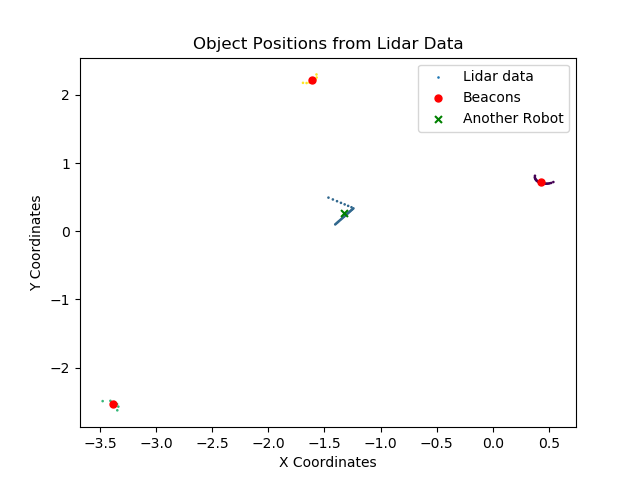 Object Positions from Lidar Data
Lidar data
Beacons
Another Robot
2
1
0
−1
−2
Y Coordinates
−3.5 −3.0 −2.5 −2.0 −1.5 −1.0 −0.5 0.0 0.5
X Coordinates